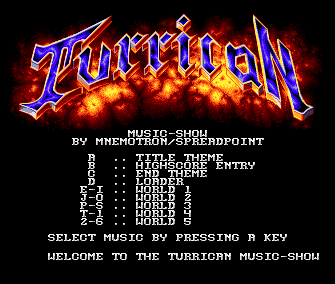 Turrican
MUSIC-SHOW
BY MNEMOTRON/SPREADPOINT
A .. TITLE THEME
B .. HIGHSCORE ENTRY
C .. END THEME
D .. LOADER
E-I .. WORLD 1
J-O .. WORLD 2
P-S .. WORLD 3
T-1 .. WORLD 4
2-6 .. WORLD 5
SELECT MUSIC BY PRESSING A KEY
WELCOME TO THE TURRICAN MUSIC-SHOW